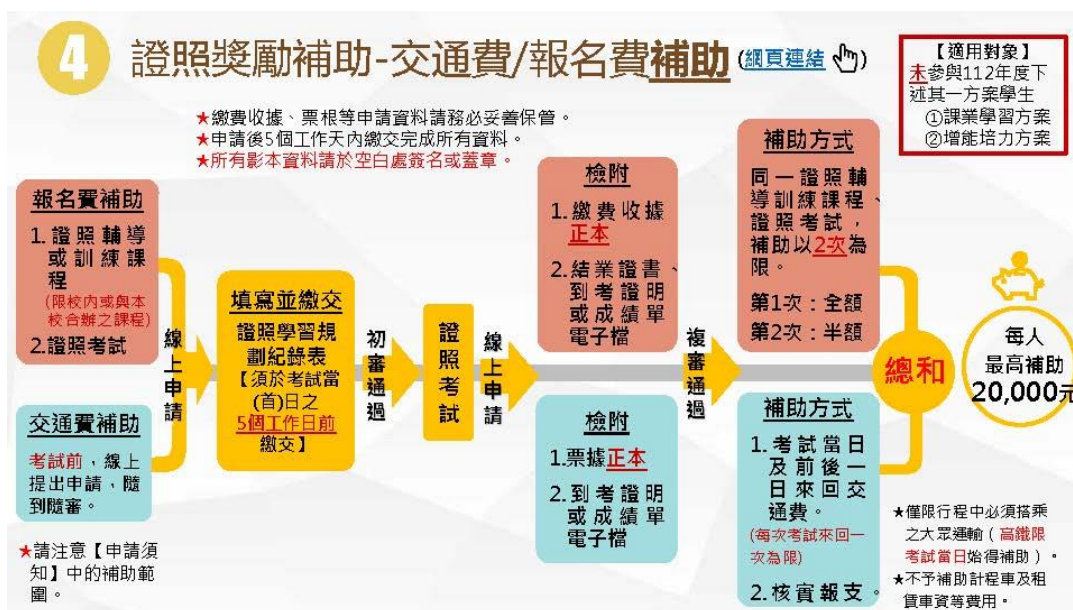 4
證照獎勵補助-交通費/報名費補助(網頁連結)
【適用對象】
未參與112年度下
述其一方案學生
①課業學習方案
②增能培力方案
★繳費收據、票根等申請資料請務必妥善保管。
★申請後5個工作天內繳交完成所有資料。
★所有影本資料請於空白處簽名或蓋章。
報名費補助
1. 證照輔導
或訓練課
程
(限校內或與本
校合辦之課程)
2.證照考試
交通費補助
考試前，線上
提出申請，隨
到隨審。
★請注意【申請須
知】中的補助範
圍。
線上申請
填寫並繳交
證照學習規
劃紀錄表
【須於考試當
(首)日之
5個工作日前
繳交】
初審通過
證照考試
線上申請
檢附
1.繳費收據
正本
2.結業證書、
到考證明
或成績單
電子檔
檢附
1.票據正本
2.到考證明
或成績單
電子檔
複審通過
補助方式
同一證照輔
導訓練課程、
證照考試，
補助以2次為
限。
第1次：全額
第2次：半額
補助方式
1.考試當日
及前後一
日來回交
通費。
(每次考試來回一
次為限)
2.核實報支。
總和
每人
最高補助
20,000元
★僅限行程中必須搭乘
之大眾運輸（高鐵限
考試當日始得補助）。
★不予補助計程車及租
賃車資等費用。